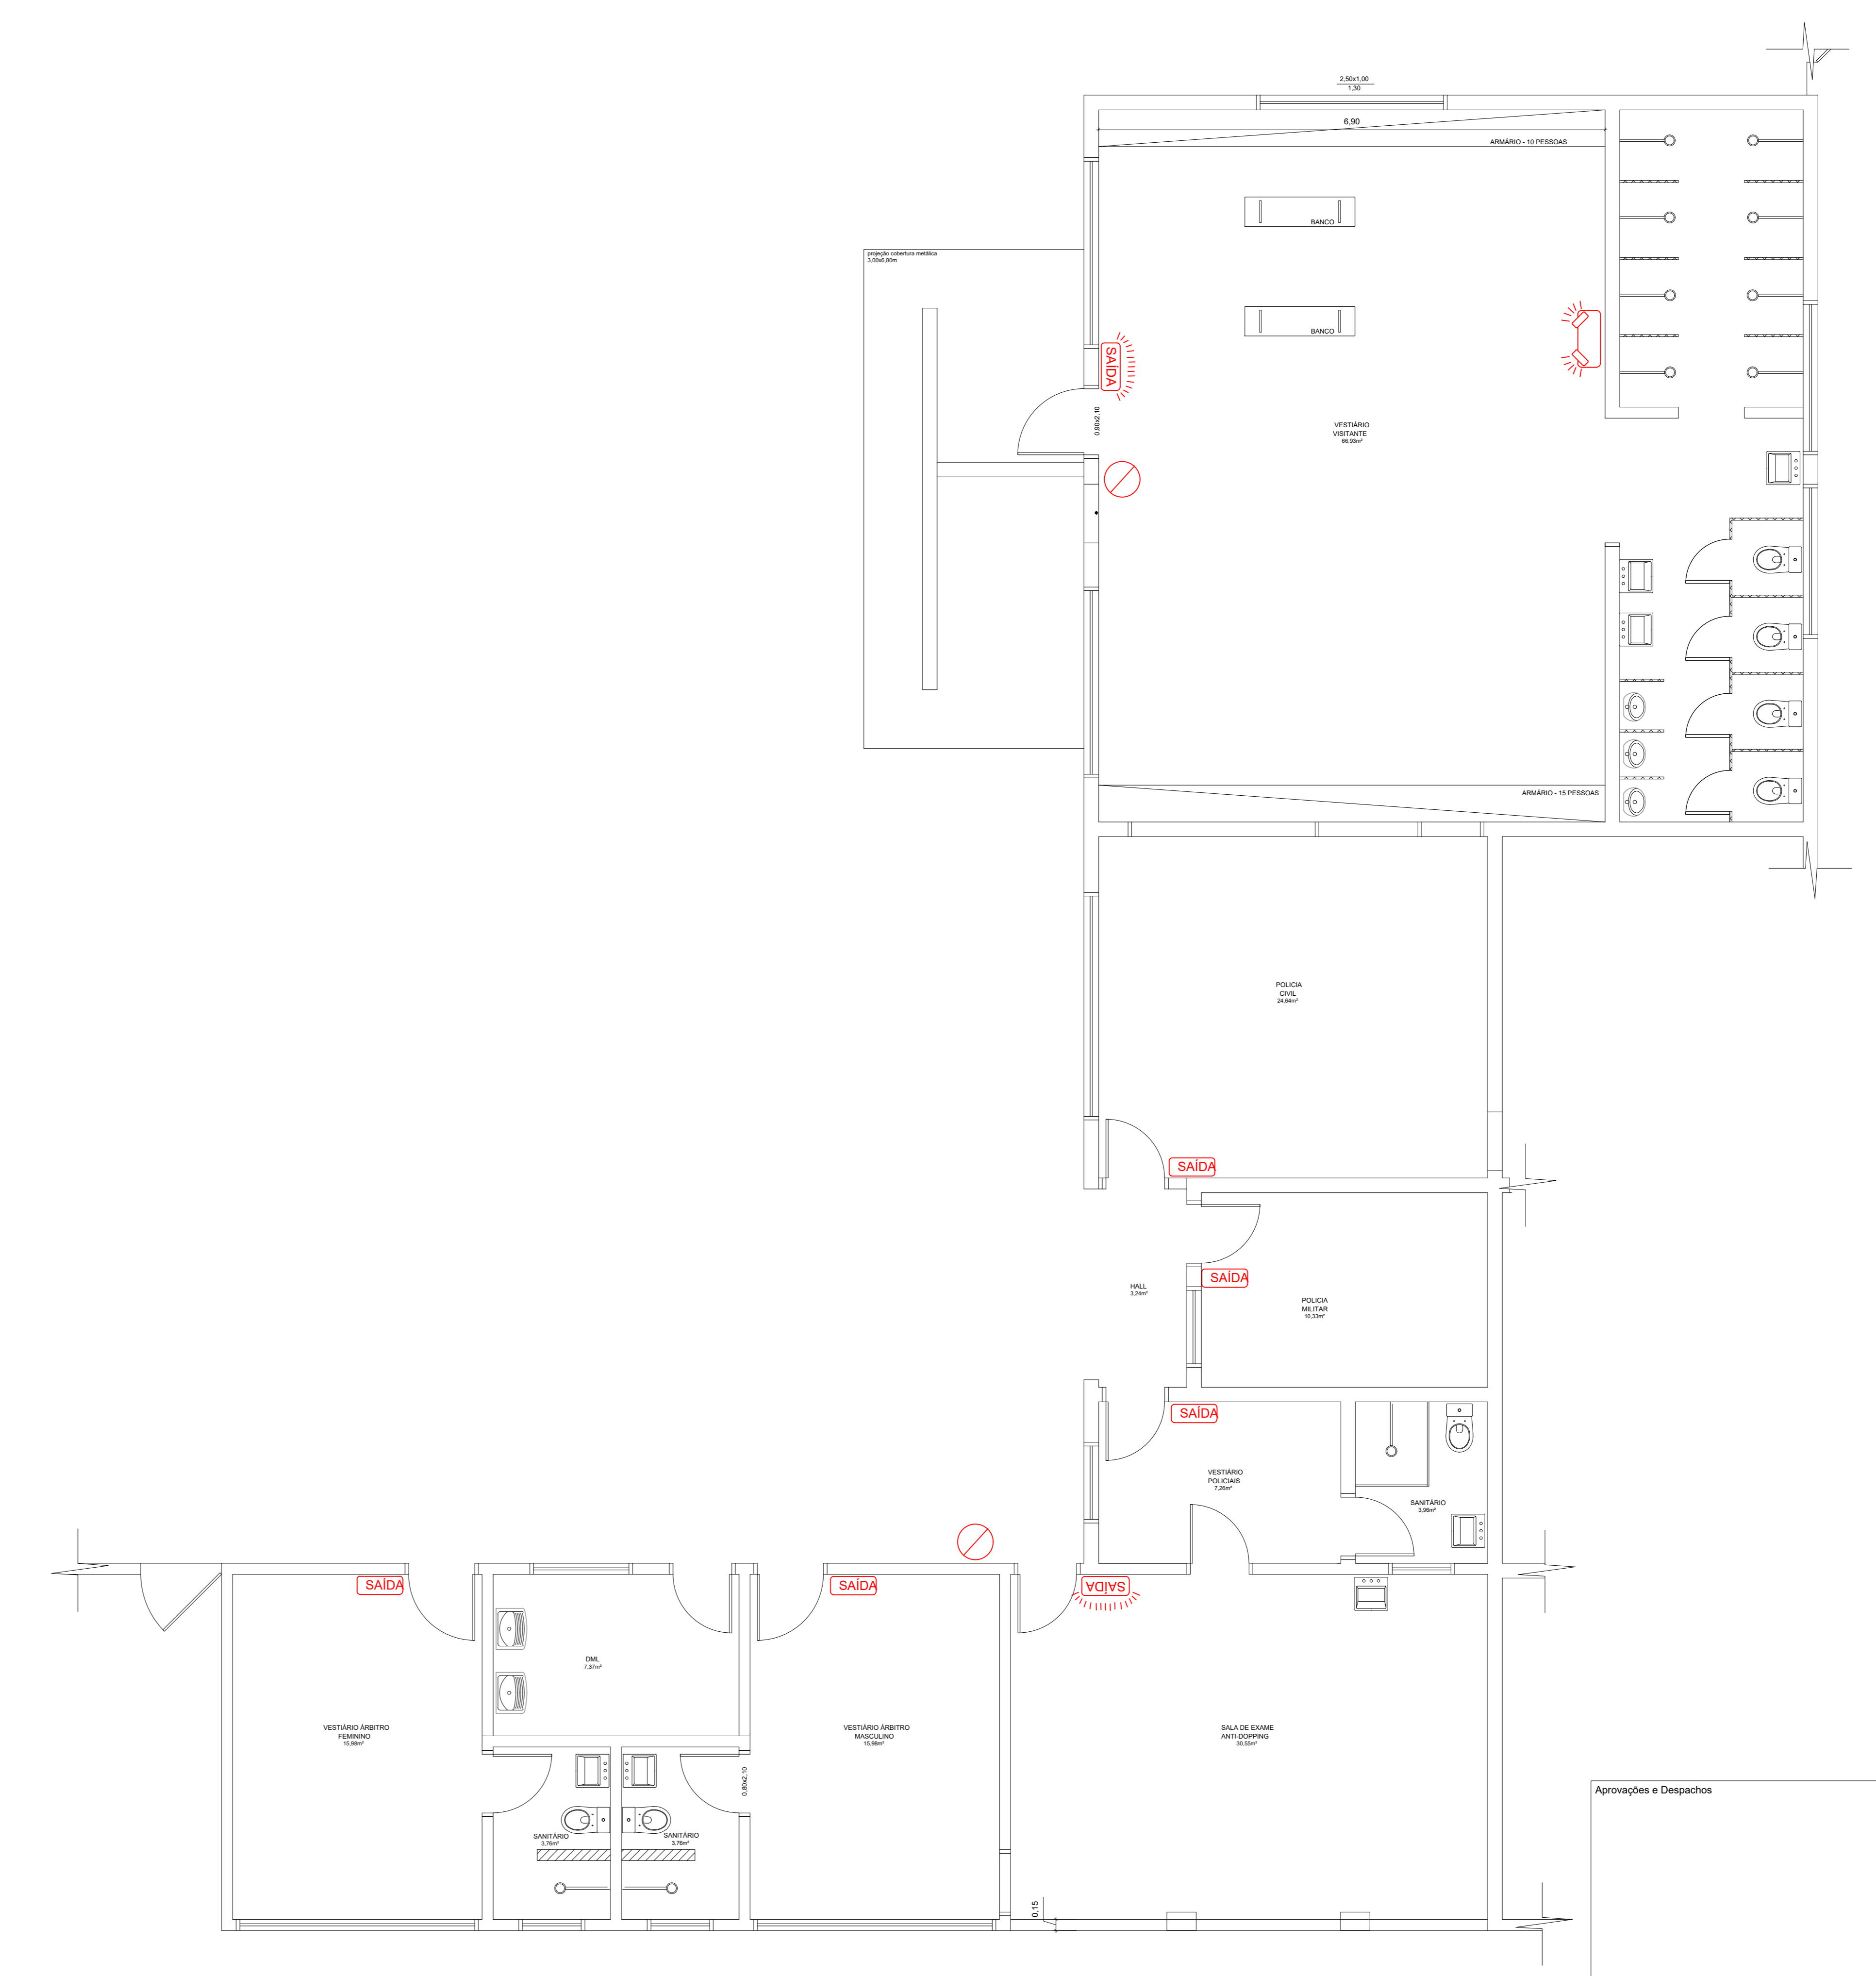 2,50x1,00
1,30
6,90
ARMÁRIO - 10 PESSOAS
BANCO
projeção cobertura metálica
3,00x6,80m
BANCO
SAÍDA
0,90x2,10
VESTIÁRIO
VISITANTE
66,93m²
ARMÁRIO - 15 PESSOAS
POLICIA
CIVIL
24,64m²
SAÍDA
SAÍDA
HALL
3,24m²
POLICIA
MILITAR
10,33m²
SAÍDA
VESTIÁRIO
POLICIAIS
7,26m²
SANITÁRIO
3,96m²
SAÍDA
SAÍDA
SAÍDA
DML
7,37m²
VESTIÁRIO ÁRBITRO
FEMININO
15,98m²
VESTIÁRIO ÁRBITRO
MASCULINO
15,98m²
SALA DE EXAME
ANTI-DOPPING
30,55m²
0,80x2,10
SANITÁRIO
3,76m²
SANITÁRIO
3,76m²
0,15
Aprovações e Despachos